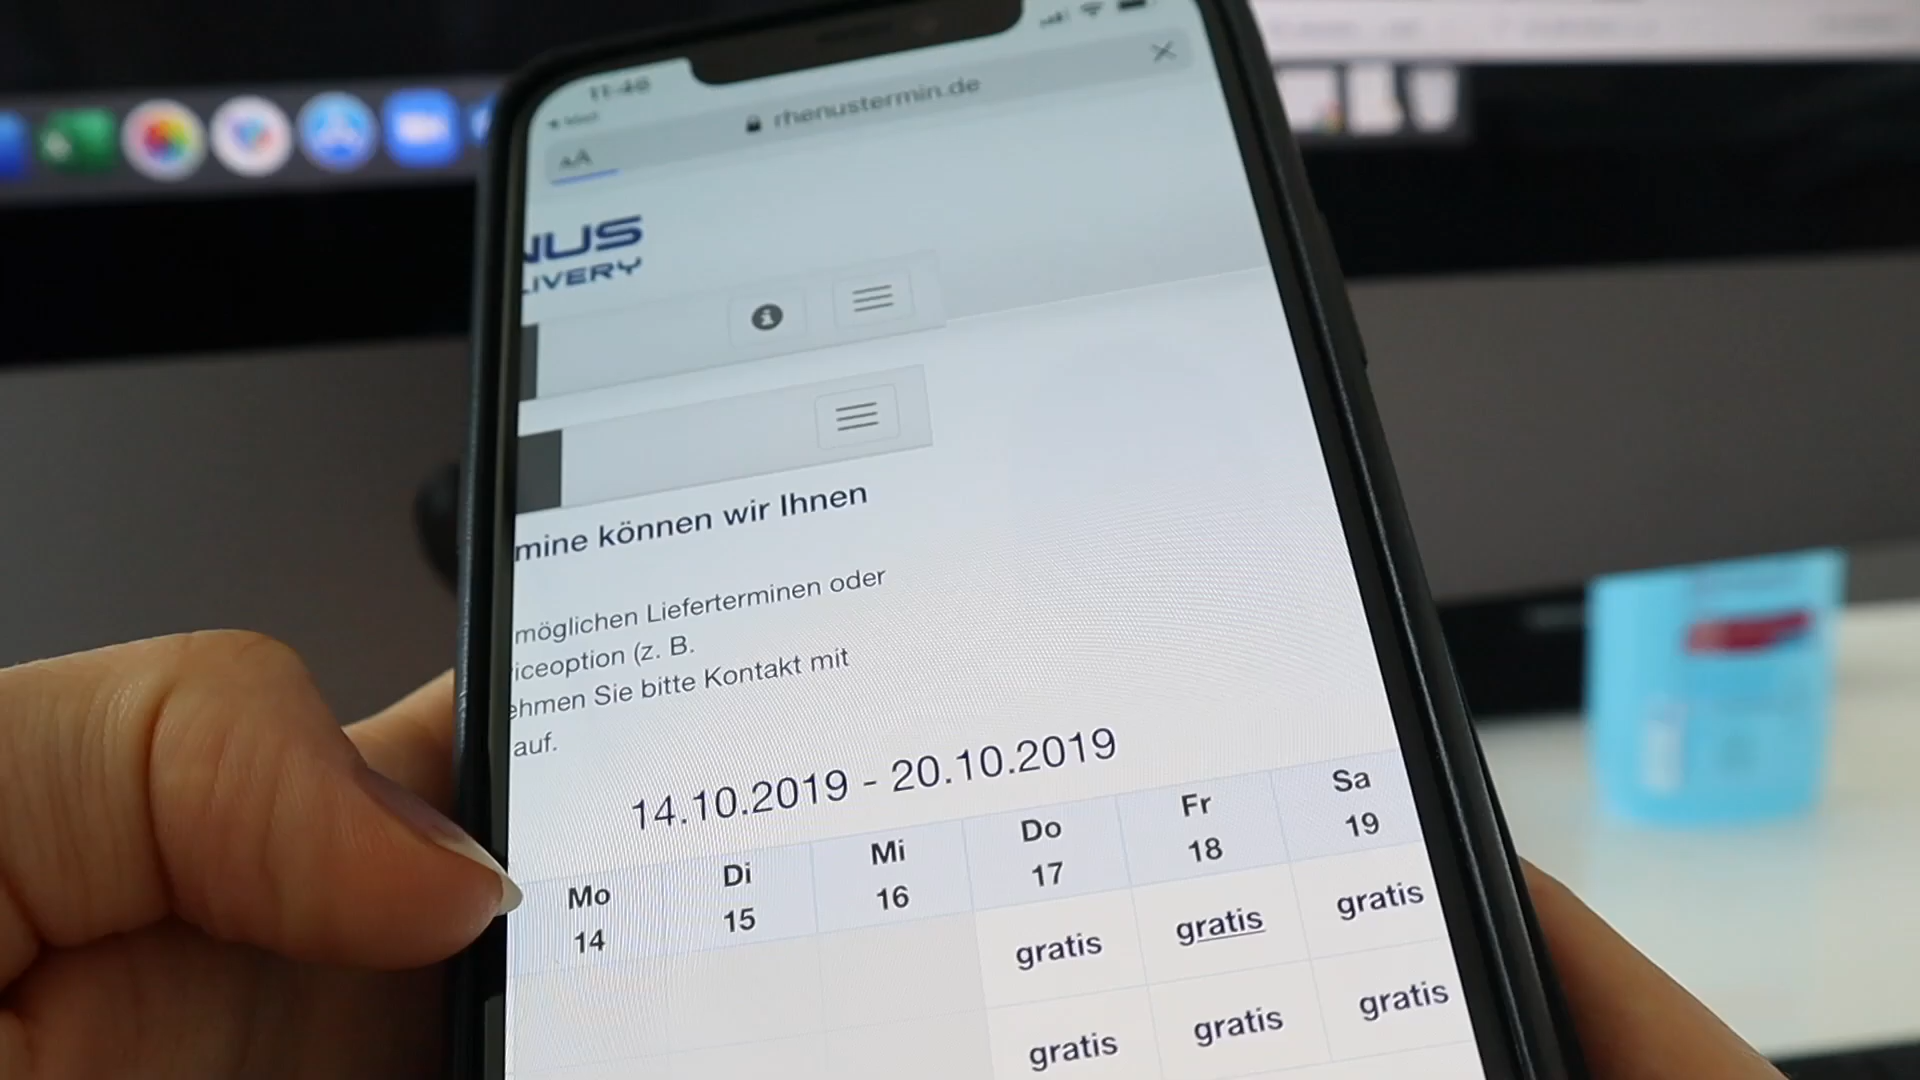 11:46
rhenustermin.de
AA
NUS
LIVERY
mine können wir Ihnen
möglichen Lieferterminen oder
iceoption (z. B.
ehmen Sie bitte Kontakt mit
auf.
14.10.2019 - 20.10.2019
Mo Di Mi Do Fr Sa
14 15 16 17 18 19
gratis gratis gratis
gratis gratis gratis